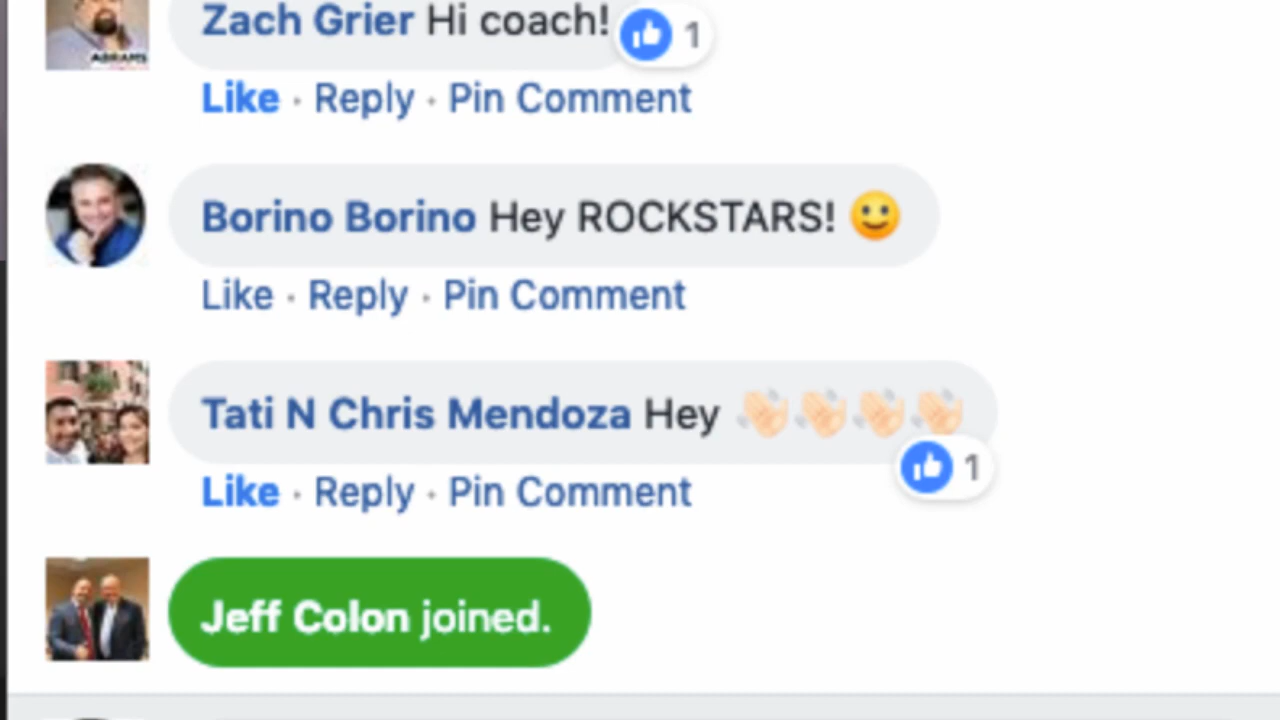 ABRAMS
Zach Grier Hi coach! 1
Like · Reply · Pin Comment
Borino Borino Hey ROCKSTARS! 🙂
Like · Reply · Pin Comment
Tati N Chris Mendoza Hey 👋🏻👋🏻👋🏻👋🏻
1
Like · Reply · Pin Comment
Jeff Colon joined.